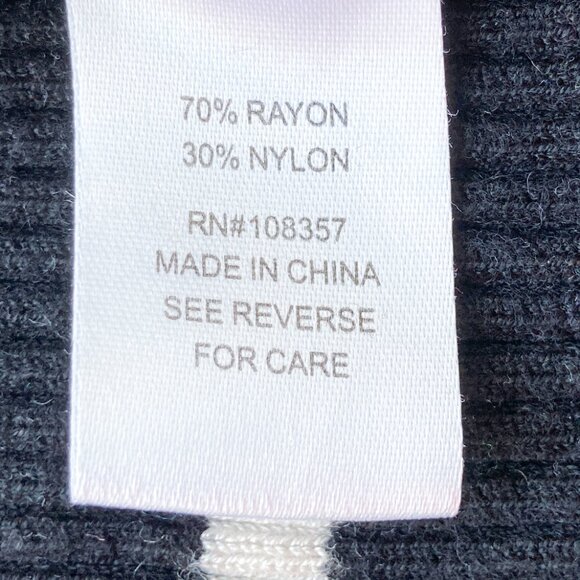 70% RAYON
30% NYLON
RN#108357
MADE IN CHINA
SEE REVERSE
FOR CARE